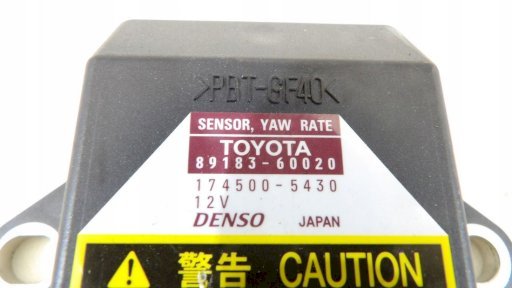 >PBT-GF40<
SENSOR, YAW RATE
TOYOTA
89183-60020
174500-5430
12V
DENSO JAPAN
警告 CAUTION